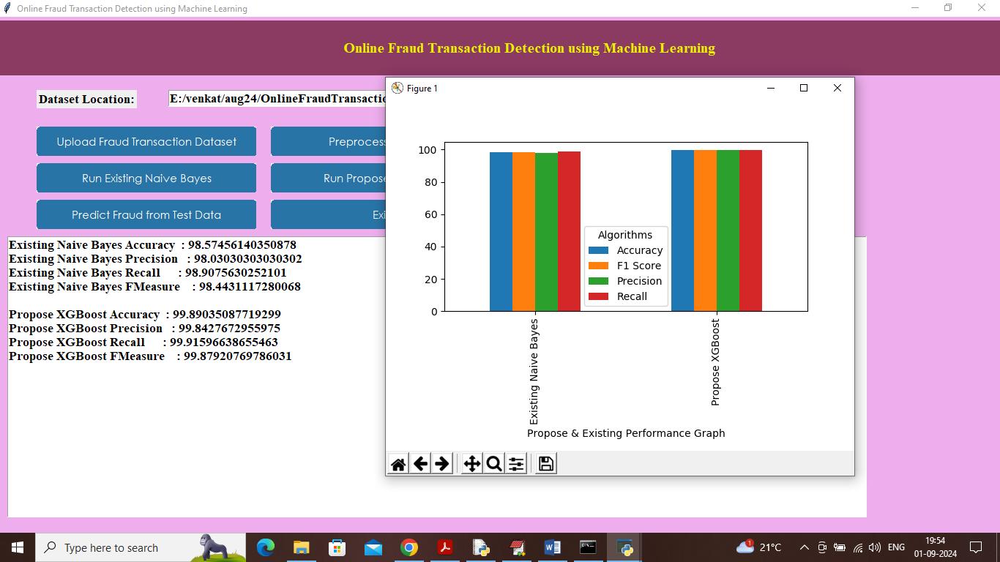 Online Fraud Transaction Detection using Machine Learning
Online Fraud Transaction Detection using Machine Learning
Dataset Location:
E:/venkat/aug24/OnlineFraudTransactio
Upload Fraud Transaction Dataset
Preprocess
Run Existing Naive Bayes
Run Propose
Predict Fraud from Test Data
Exi
Existing Naive Bayes Accuracy : 98.57456140350878
Existing Naive Bayes Precision : 98.03030303030302
Existing Naive Bayes Recall : 98.9075630252101
Existing Naive Bayes FMeasure : 98.4431117280068
Propose XGBoost Accuracy : 99.89035087719299
Propose XGBoost Precision : 99.8427672955975
Propose XGBoost Recall : 99.91596638655463
Propose XGBoost FMeasure : 99.87920769786031
Figure 1
100
80
60
40
20
0
Algorithms
Accuracy
F1 Score
Precision
Recall
Existing Naive Bayes
Propose XGBoost
Propose & Existing Performance Graph
Type here to search
1
21°C
ENG
19:54
01-09-2024